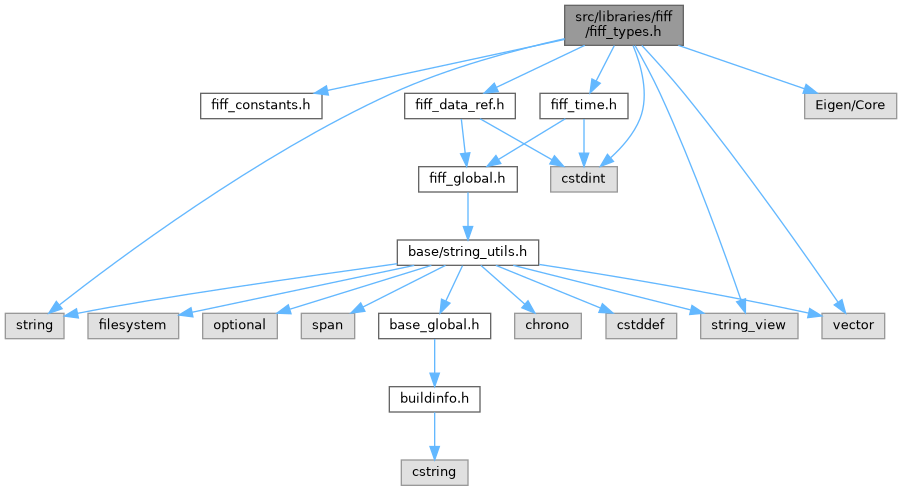 src/libraries/fiff
/fiff_types.h
fiff_constants.h
fiff_data_ref.h
fiff_time.h
Eigen/Core
fiff_global.h
cstdint
base/string_utils.h
string
filesystem
optional
span
base_global.h
chrono
cstddef
string_view
vector
buildinfo.h
cstring